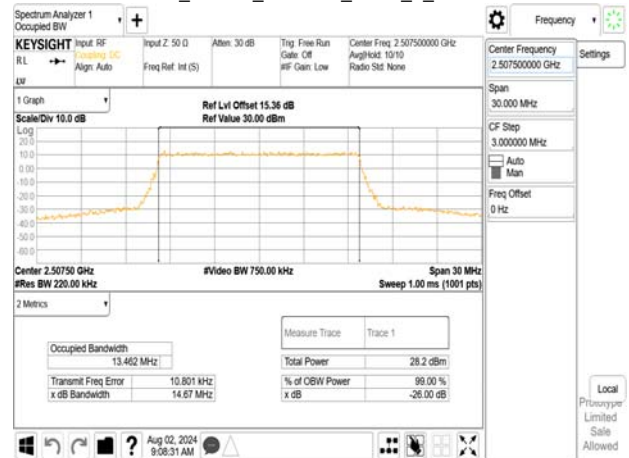 Spectrum Analyzer 1
Occupied BW
Frequency
KEYSIGHT
RL
Input: RF
Coupling: DC
Align: Auto
Input Z: 50 Ω
Freq Ref: Int (S)
Atten: 30 dB
Trig: Free Run
Gate: Off
#IF Gain: Low
Center Freq: 2.507500000 GHz
Avg|Hold: 10/10
Radio Std: None
Center Frequency
2.507500000 GHz
Settings
Span
30.000 MHz
CF Step
3.000000 MHz
Auto
Man
Freq Offset
0 Hz
1 Graph
Scale/Div 10.0 dB
Ref Lvl Offset 15.36 dB
Ref Value 30.00 dBm
Log
20.0
10.0
0.00
-10.0
-20.0
-30.0
-40.0
-50.0
-60.0
Center 2.50750 GHz
#Res BW 220.00 kHz
#Video BW 750.00 kHz
Span 30 MHz
Sweep 1.00 ms (1001 pts)
2 Metrics
Measure Trace
Trace 1
Occupied Bandwidth
13.462 MHz
Total Power
28.2 dBm
Transmit Freq Error
10.801 kHz
% of OBW Power
99.00 %
x dB Bandwidth
14.67 MHz
x dB
-26.00 dB
Local
Prototype
Limited
Sale
Allowed
?
Aug 02, 2024
9:08:31 AM